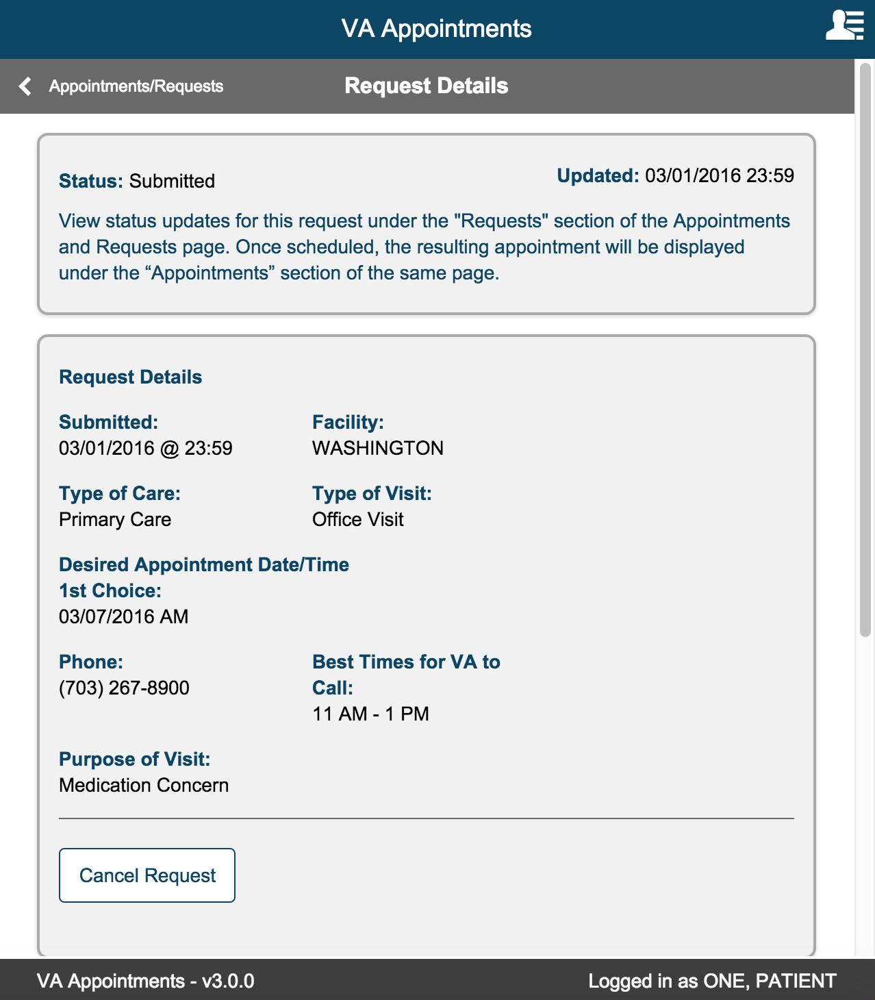 VA Appointments
Appointments/Requests
Request Details
Status: Submitted
Updated: 03/01/2016 23:59
View status updates for this request under the "Requests" section of the Appointments
and Requests page. Once scheduled, the resulting appointment will be displayed
under the “Appointments” section of the same page.
Request Details
Submitted:
03/01/2016 @ 23:59
Facility:
WASHINGTON
Type of Care:
Primary Care
Type of Visit:
Office Visit
Desired Appointment Date/Time
1st Choice:
03/07/2016 AM
Phone:
(703) 267-8900
Best Times for VA to
Call:
11 AM - 1 PM
Purpose of Visit:
Medication Concern
Cancel Request
VA Appointments - v3.0.0
Logged in as ONE, PATIENT